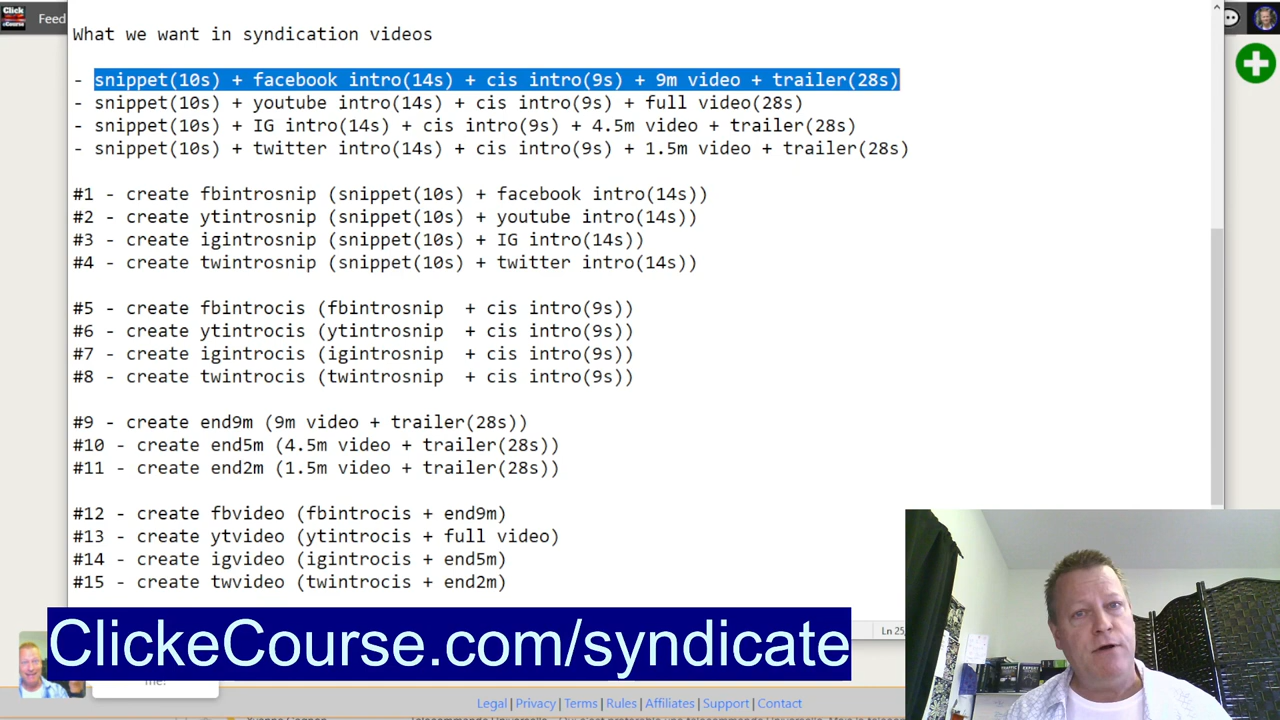 Click
eCourse
Feed
What we want in syndication videos
- snippet(10s) + facebook intro(14s) + cis intro(9s) + 9m video + trailer(28s)
- snippet(10s) + youtube intro(14s) + cis intro(9s) + full video(28s)
- snippet(10s) + IG intro(14s) + cis intro(9s) + 4.5m video + trailer(28s)
- snippet(10s) + twitter intro(14s) + cis intro(9s) + 1.5m video + trailer(28s)
#1 - create fbintrosnip (snippet(10s) + facebook intro(14s))
#2 - create ytintrosnip (snippet(10s) + youtube intro(14s))
#3 - create igintrosnip (snippet(10s) + IG intro(14s))
#4 - create twintrosnip (snippet(10s) + twitter intro(14s))
#5 - create fbintrocis (fbintrosnip  + cis intro(9s))
#6 - create ytintrocis (ytintrosnip  + cis intro(9s))
#7 - create igintrocis (igintrosnip  + cis intro(9s))
#8 - create twintrocis (twintrosnip  + cis intro(9s))
#9 - create end9m (9m video + trailer(28s))
#10 - create end5m (4.5m video + trailer(28s))
#11 - create end2m (1.5m video + trailer(28s))
#12 - create fbvideo (fbintrocis + end9m)
#13 - create ytvideo (ytintrocis + full video)
#14 - create igvideo (igintrocis + end5m)
#15 - create twvideo (twintrocis + end2m)
Ln 25,
ClickeCourse.com/syndicate
me!
Legal | Privacy | Terms | Rules | Affiliates | Support | Contact